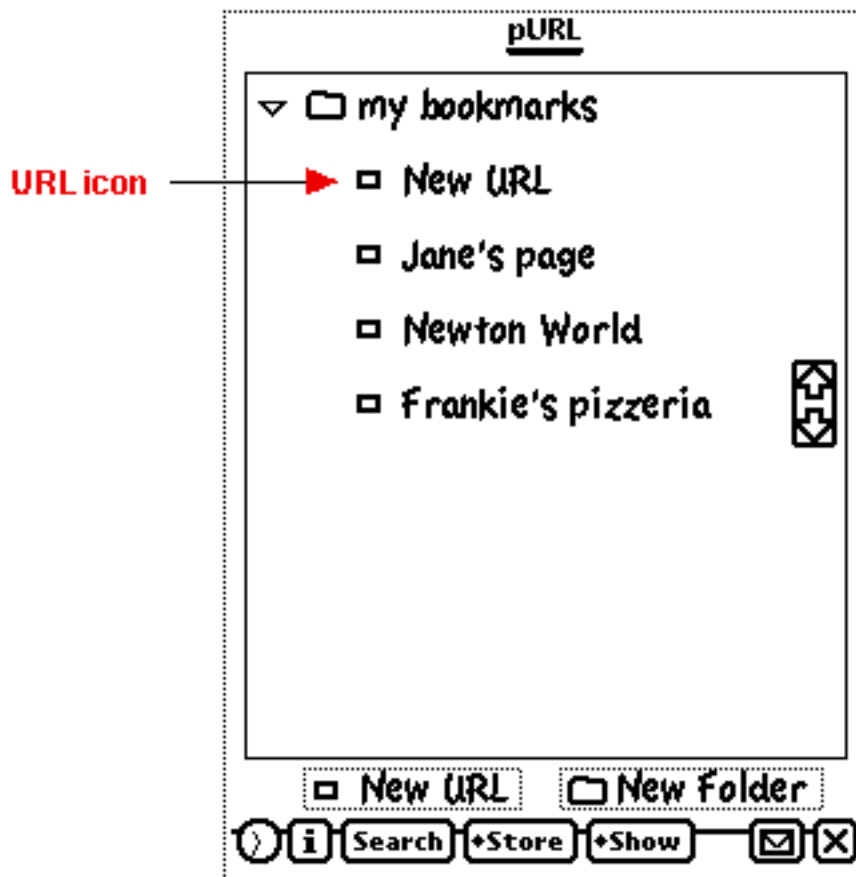 pURL
my bookmarks
URL icon New URL
Jane's page
Newton World
Frankie's pizzeria
New URL New Folder
i Search Store Show